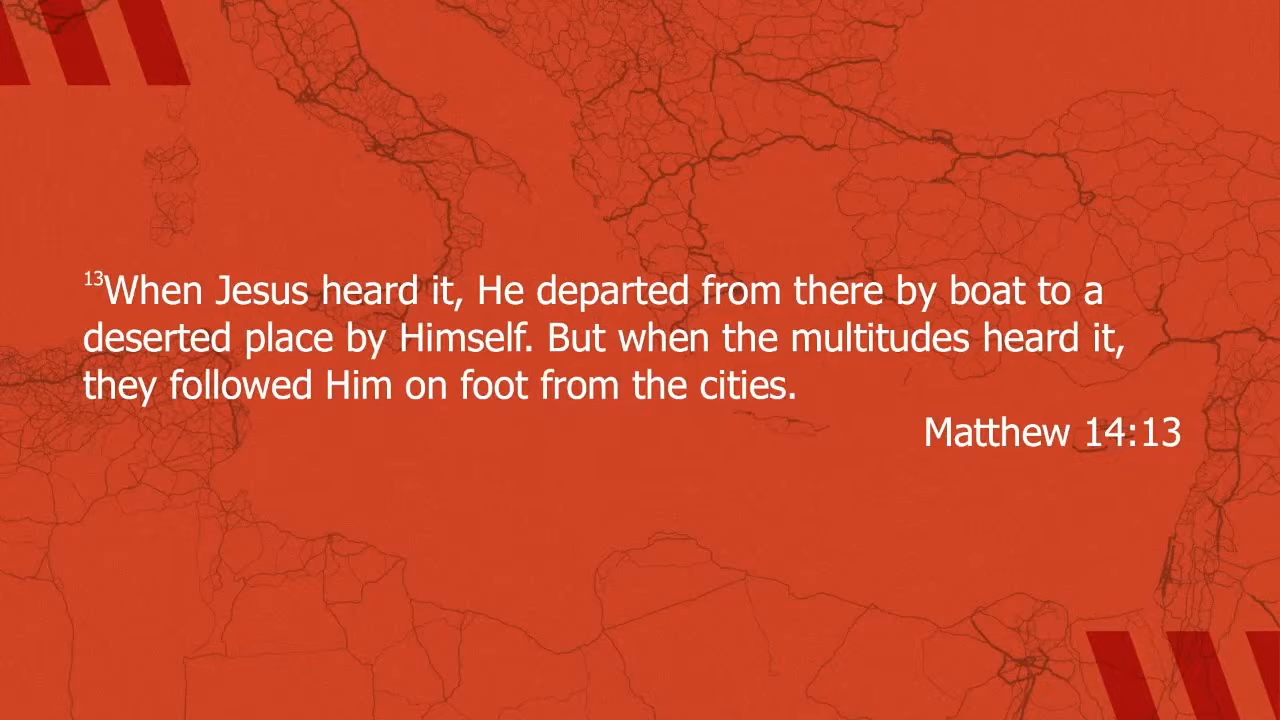 13When Jesus heard it, He departed from there by boat to a
deserted place by Himself. But when the multitudes heard it,
they followed Him on foot from the cities.
Matthew 14:13